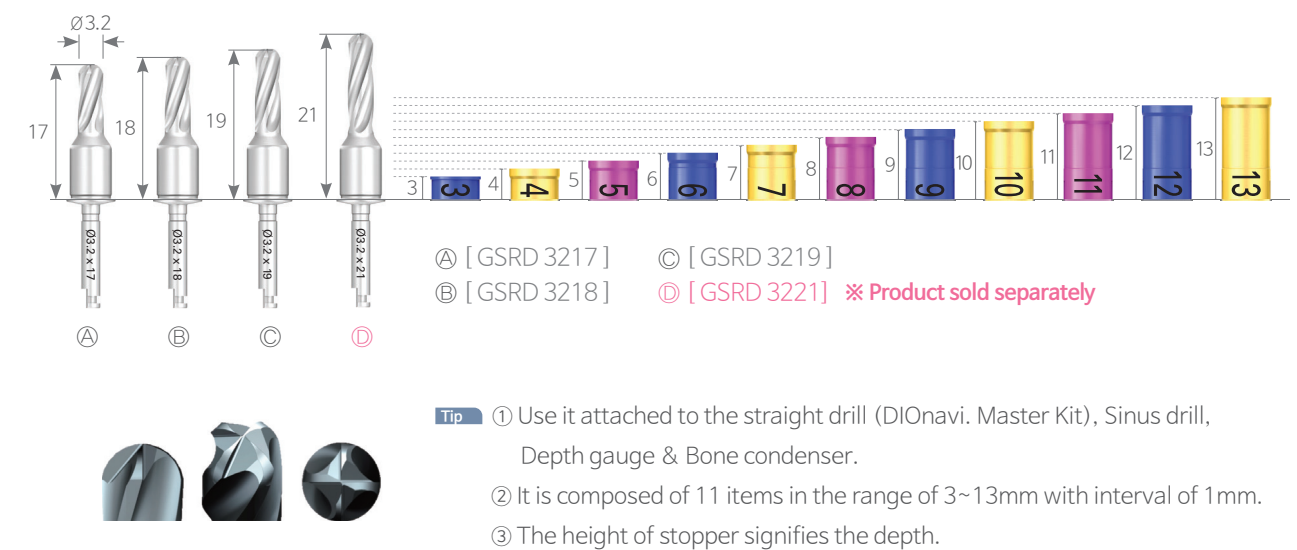 Ø3.2
17
18
19
21
Ø3.2 x 17
Ø3.2 x 18
Ø3.2 x 19
Ø3.2 x 21
Ⓐ
Ⓑ
Ⓒ
Ⓓ
3
4
5
6
7
8
9
10
11
12
13
3
4
5
6
7
8
9
10
11
12
13
Ⓐ [ GSRD 3217 ] Ⓒ [ GSRD 3219 ]
Ⓑ [ GSRD 3218 ] Ⓓ [ GSRD 3221] ※ Product sold separately
Tip ① Use it attached to the straight drill (DIOnavi. Master Kit), Sinus drill,
Depth gauge & Bone condenser.
② It is composed of 11 items in the range of 3~13mm with interval of 1mm.
③ The height of stopper signifies the depth.